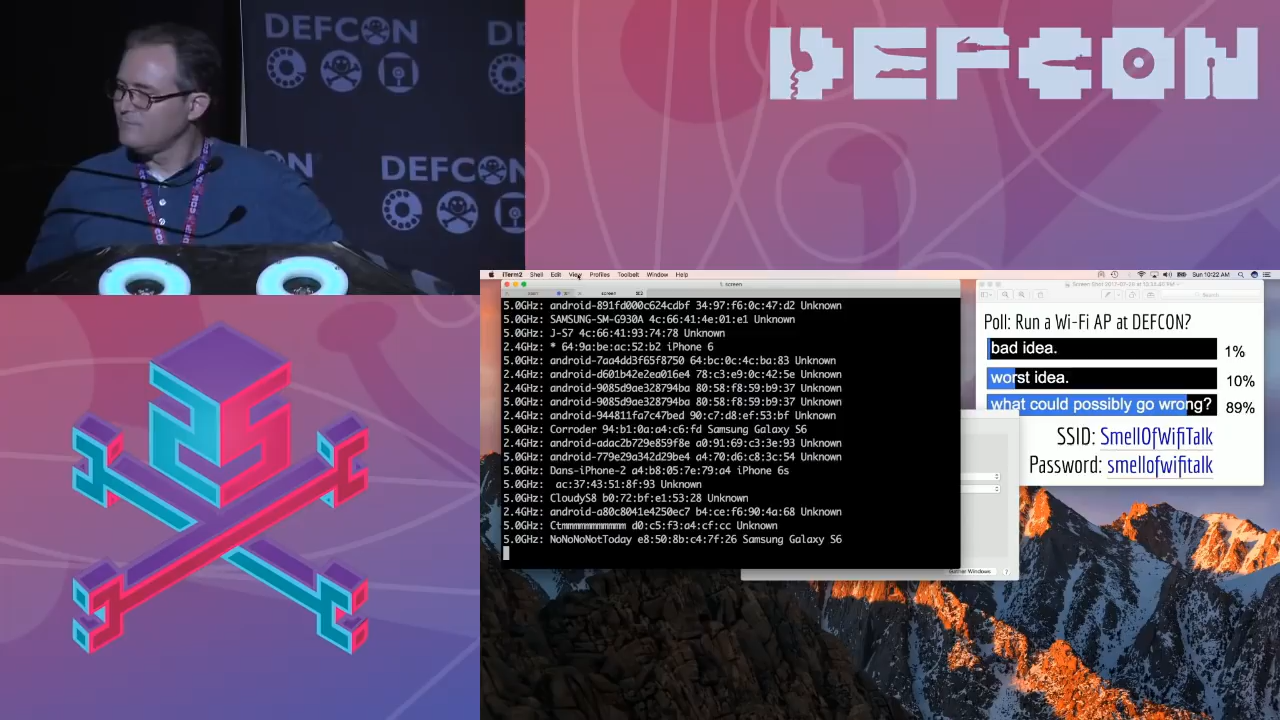 DEFCON
DEFCON
DEFCON
iTerm2 Shell Edit View Profiles Toolbelt Window Help
Sun 10:22 AM
1. screen
5.0GHz: android-891fd000c624cdbf 34:97:f6:0c:47:d2 Unknown
5.0GHz: SAMSUNG-SM-G930A 4c:66:41:4e:01:e1 Unknown
5.0GHz: J-S7 4c:66:41:93:74:78 Unknown
2.4GHz: * 64:9a:be:ac:52:b2 iPhone 6
5.0GHz: android-7aa4dd3f65f8750 64:bc:0c:4c:ba:83 Unknown
2.4GHz: android-d601b42e2ea016e4 78:c3:e9:0c:42:5e Unknown
2.4GHz: android-9085d9ae328794ba 80:58:f8:59:b9:37 Unknown
5.0GHz: android-9085d9ae328794ba 80:58:f8:59:b9:37 Unknown
2.4GHz: android-944811fa7c47bed 90:c7:d8:ef:53:bf Unknown
5.0GHz: Corroder 94:b1:0a:a4:c6:fd Samsung Galaxy S6
2.4GHz: android-adac2b729e859f8e a0:91:69:c3:3e:93 Unknown
5.0GHz: android-779e29a342d29be4 a4:70:d6:c8:3c:54 Unknown
5.0GHz: Dans-iPhone-2 a4:b8:05:7e:79:a4 iPhone 6s
5.0GHz: ac:37:43:51:8f:93 Unknown
5.0GHz: CloudyS8 b0:72:bf:e1:53:28 Unknown
2.4GHz: android-a80c8041e4250ec7 b4:ce:f6:90:4a:68 Unknown
5.0GHz: Ctmmmmmmmmmmm d0:c5:f3:a4:cf:cc Unknown
5.0GHz: NoNoNoNotToday e8:50:8b:c4:7f:26 Samsung Galaxy S6
Search
Poll: Run a Wi-Fi AP at DEFCON?
bad idea. 1%
worst idea. 10%
what could possibly go wrong? 89%
SSID: SmellOfWifiTalk
Password: smellofwifitalk
Gather Windows ?